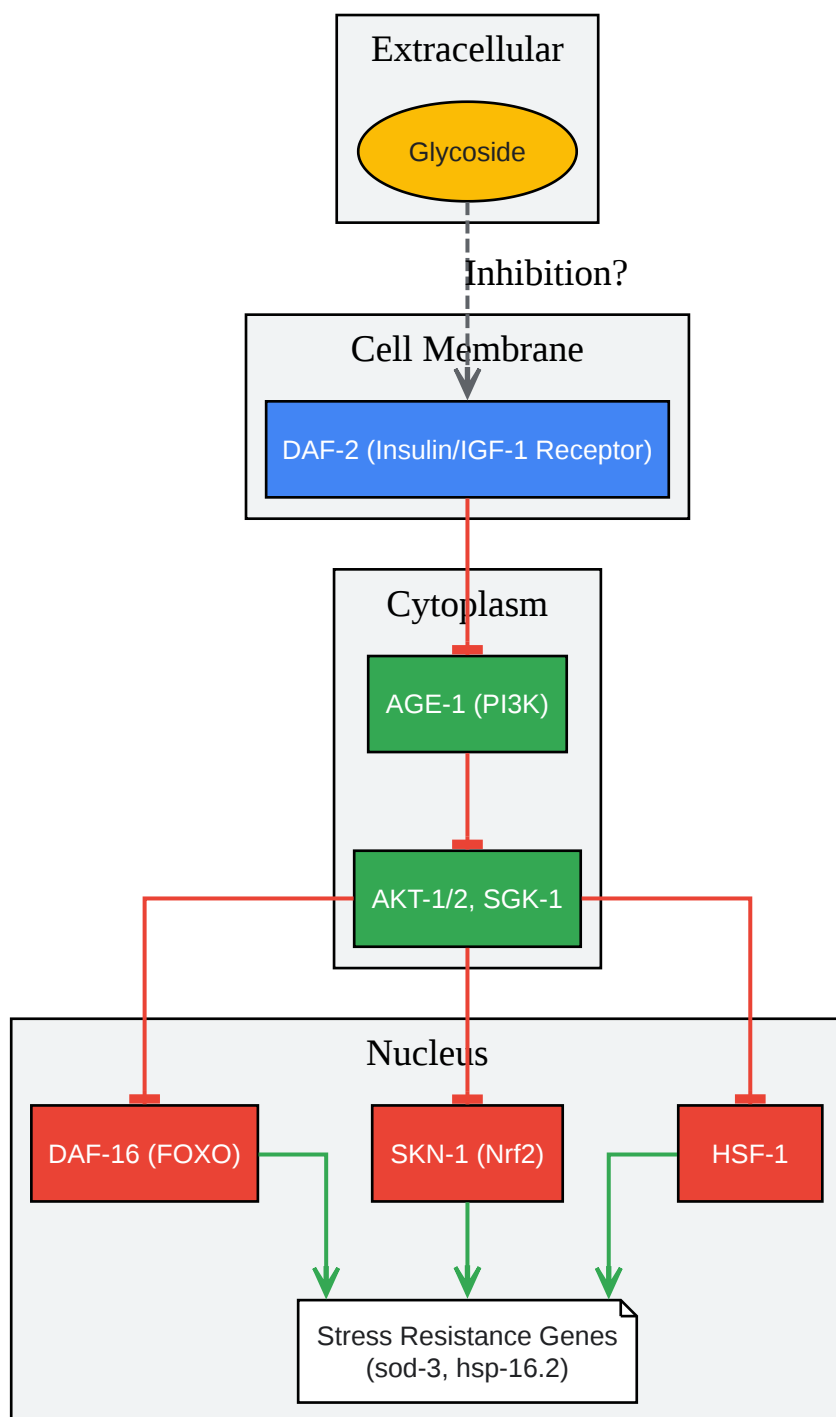 Extracellular
Glycoside
Inhibition?
Cell Membrane
DAF-2 (Insulin/IGF-1 Receptor)
Cytoplasm
AGE-1 (PI3K)
AKT-1/2, SGK-1
Nucleus
DAF-16 (FOXO)
SKN-1 (Nrf2)
HSF-1
Stress Resistance Genes
(sod-3, hsp-16.2)